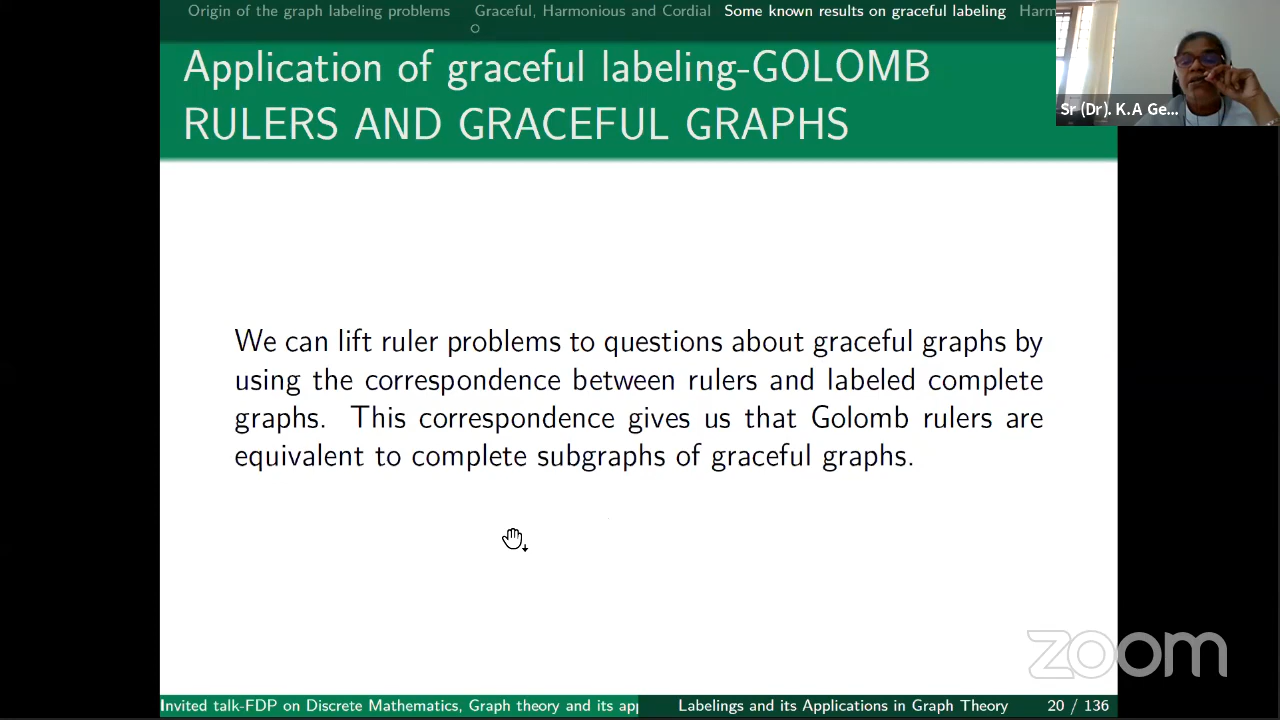 Origin of the graph labeling problems Graceful, Harmonious and Cordial Some known results on graceful labeling Harm
Application of graceful labeling-GOLOMB
RULERS AND GRACEFUL GRAPHS
Sr (Dr). K.A Ge...
We can lift ruler problems to questions about graceful graphs by
using the correspondence between rulers and labeled complete
graphs. This correspondence gives us that Golomb rulers are
equivalent to complete subgraphs of graceful graphs.
zoom
Invited talk-FDP on Discrete Mathematics, Graph theory and its app Labelings and its Applications in Graph Theory 20 / 136